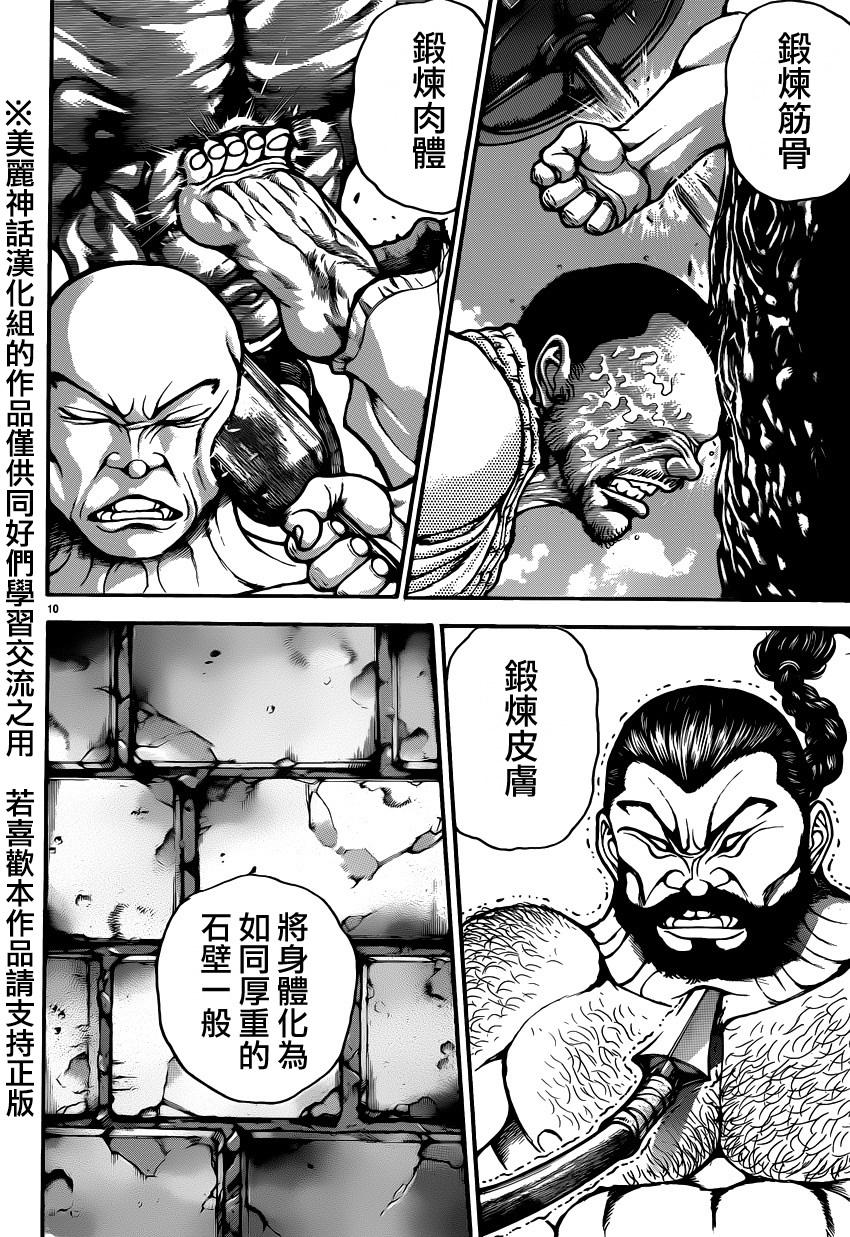 鍛煉筋骨
鍛煉肉體
鍛煉皮膚
將身體化為
如同厚重的
石壁一般
10
※美麗神話漢化組的作品僅供同好們學習交流之用　若喜歡本作品請支持正版